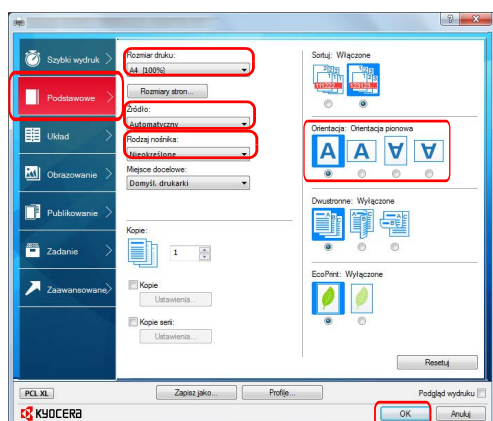 Szybki wydruk
Podstawowe
Układ
Obrazowanie
Publikowanie
Zadanie
Zaawansowane
Rozmiar druku:
A4 [100%]
Rozmiary stron...
Źródło:
Automatyczny
Rodzaj nośnika:
Nieokreślone
Miejsce docelowe:
Domyśl. drukarki
Kopie:
1
Kopie
Ustawienia...
Kopie serii:
Ustawienia...
Sortuj: Włączone
111222
123123
Orientacja: Orientacja pionowa
A A A A
Dwustronne: Wyłączone
EcoPrint: Wyłączone
Resetuj
PCL XL
Zapisz jako...
Profile...
Podgląd wydruku
KYOCERA
OK
Anuluj